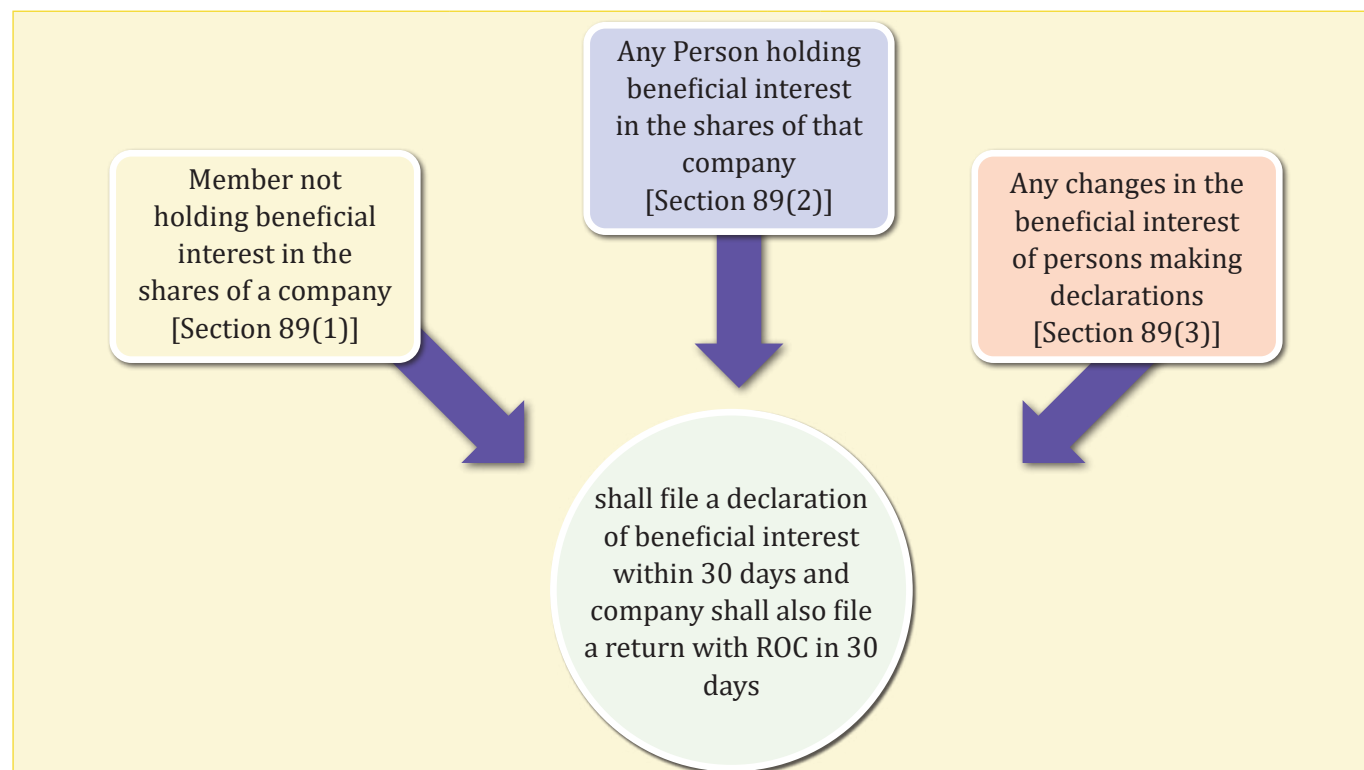 Any Person holding
beneficial interest
in the shares of that
company
[Section 89(2)]
Member not
holding beneficial
interest in the
shares of a company
[Section 89(1)]
Any changes in the
beneficial interest
of persons making
declarations
[Section 89(3)]
shall file a declaration
of beneficial interest
within 30 days and
company shall also file
a return with ROC in 30
days